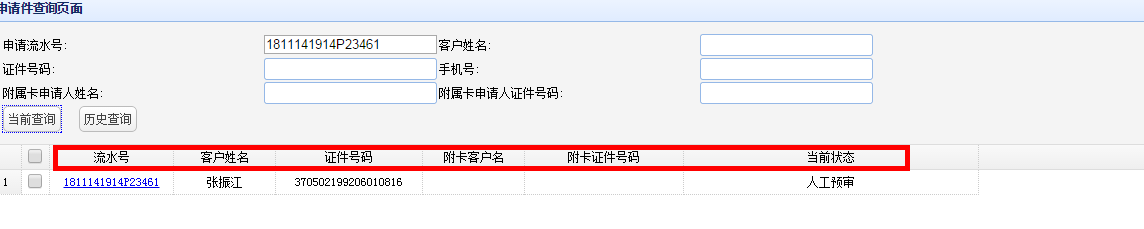 申请件查询页面
申请流水号: 1811141914P23461 客户姓名:
证件号码: 手机号:
附属卡申请人姓名: 附属卡申请人证件号码:
当前查询 历史查询
流水号 客户姓名 证件号码 附卡客户名 附卡证件号码 当前状态
1 1811141914P23461 张振江 370502199206010816 人工预审